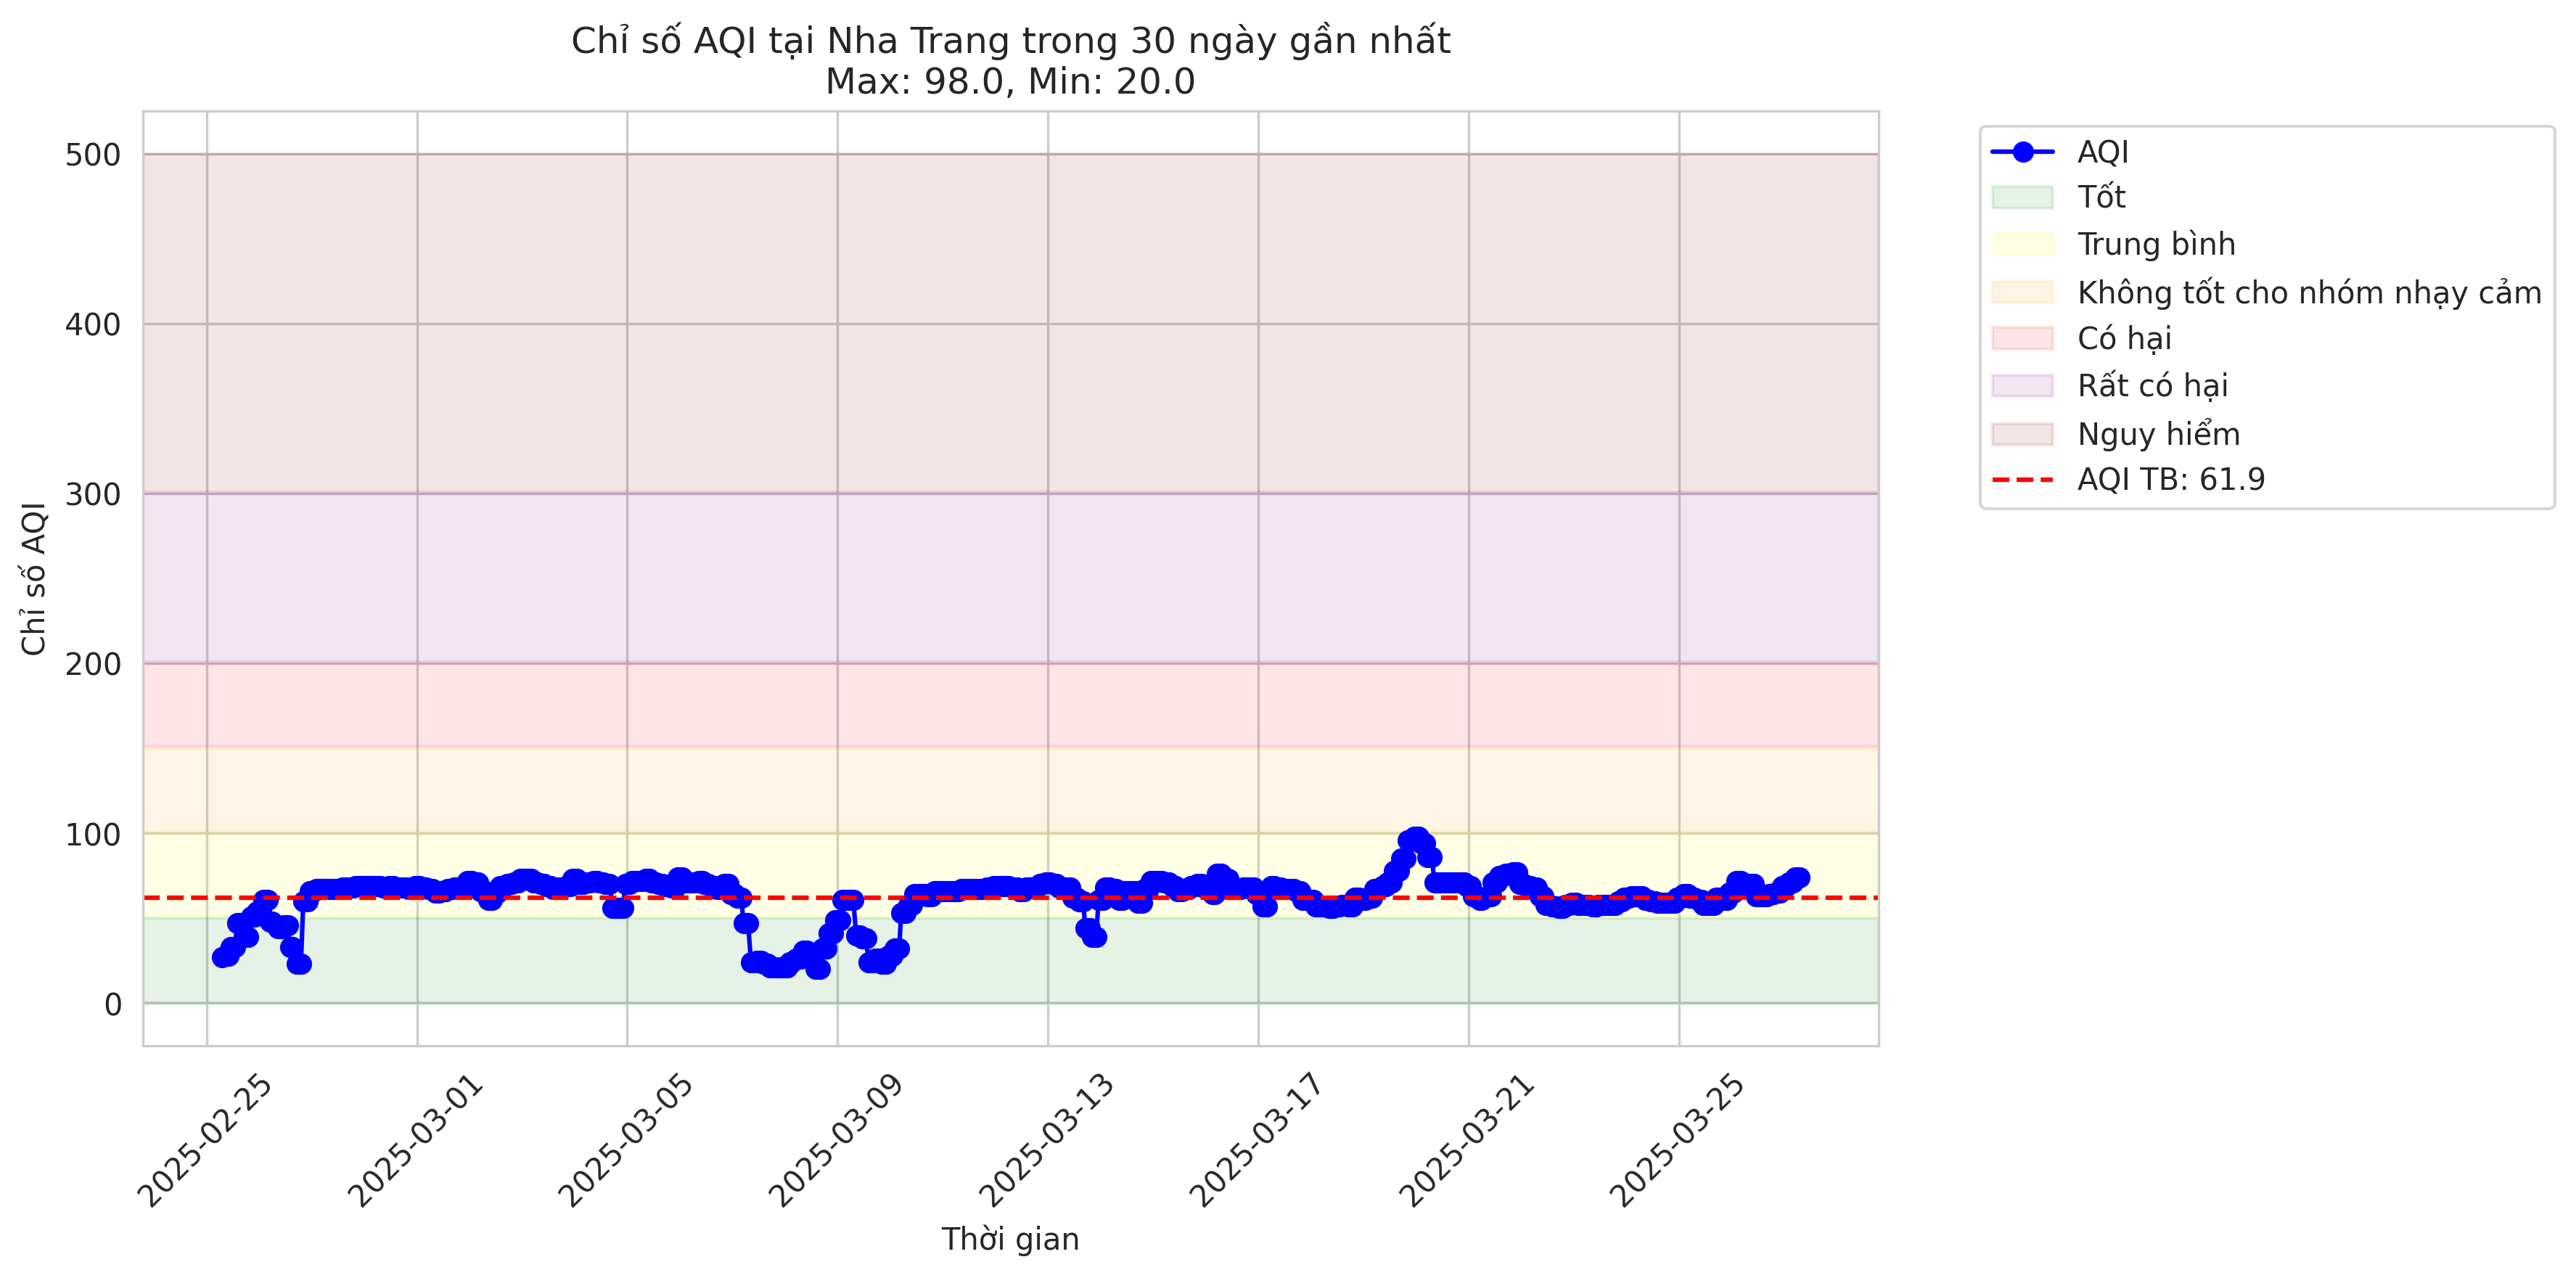 Chỉ số AQI tại Nha Trang trong 30 ngày gần nhất
Max: 98.0, Min: 20.0
Chỉ số AQI
500
400
300
200
100
0
2025-02-25
2025-03-01
2025-03-05
2025-03-09
2025-03-13
2025-03-17
2025-03-21
2025-03-25
Thời gian
AQI
Tốt
Trung bình
Không tốt cho nhóm nhạy cảm
Có hại
Rất có hại
Nguy hiểm
AQI TB: 61.9